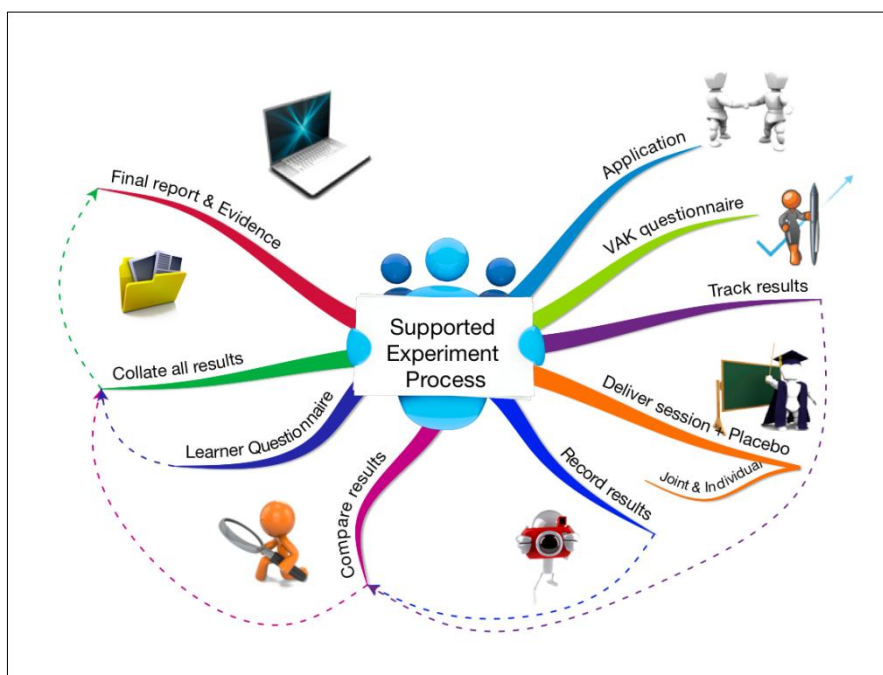 Supported
Experiment
Process
Application
VAK questionnaire
Track results
Deliver session + Placebo
Joint & Individual
Record results
Compare results
Learner Questionnaire
Collate all results
Final report & Evidence